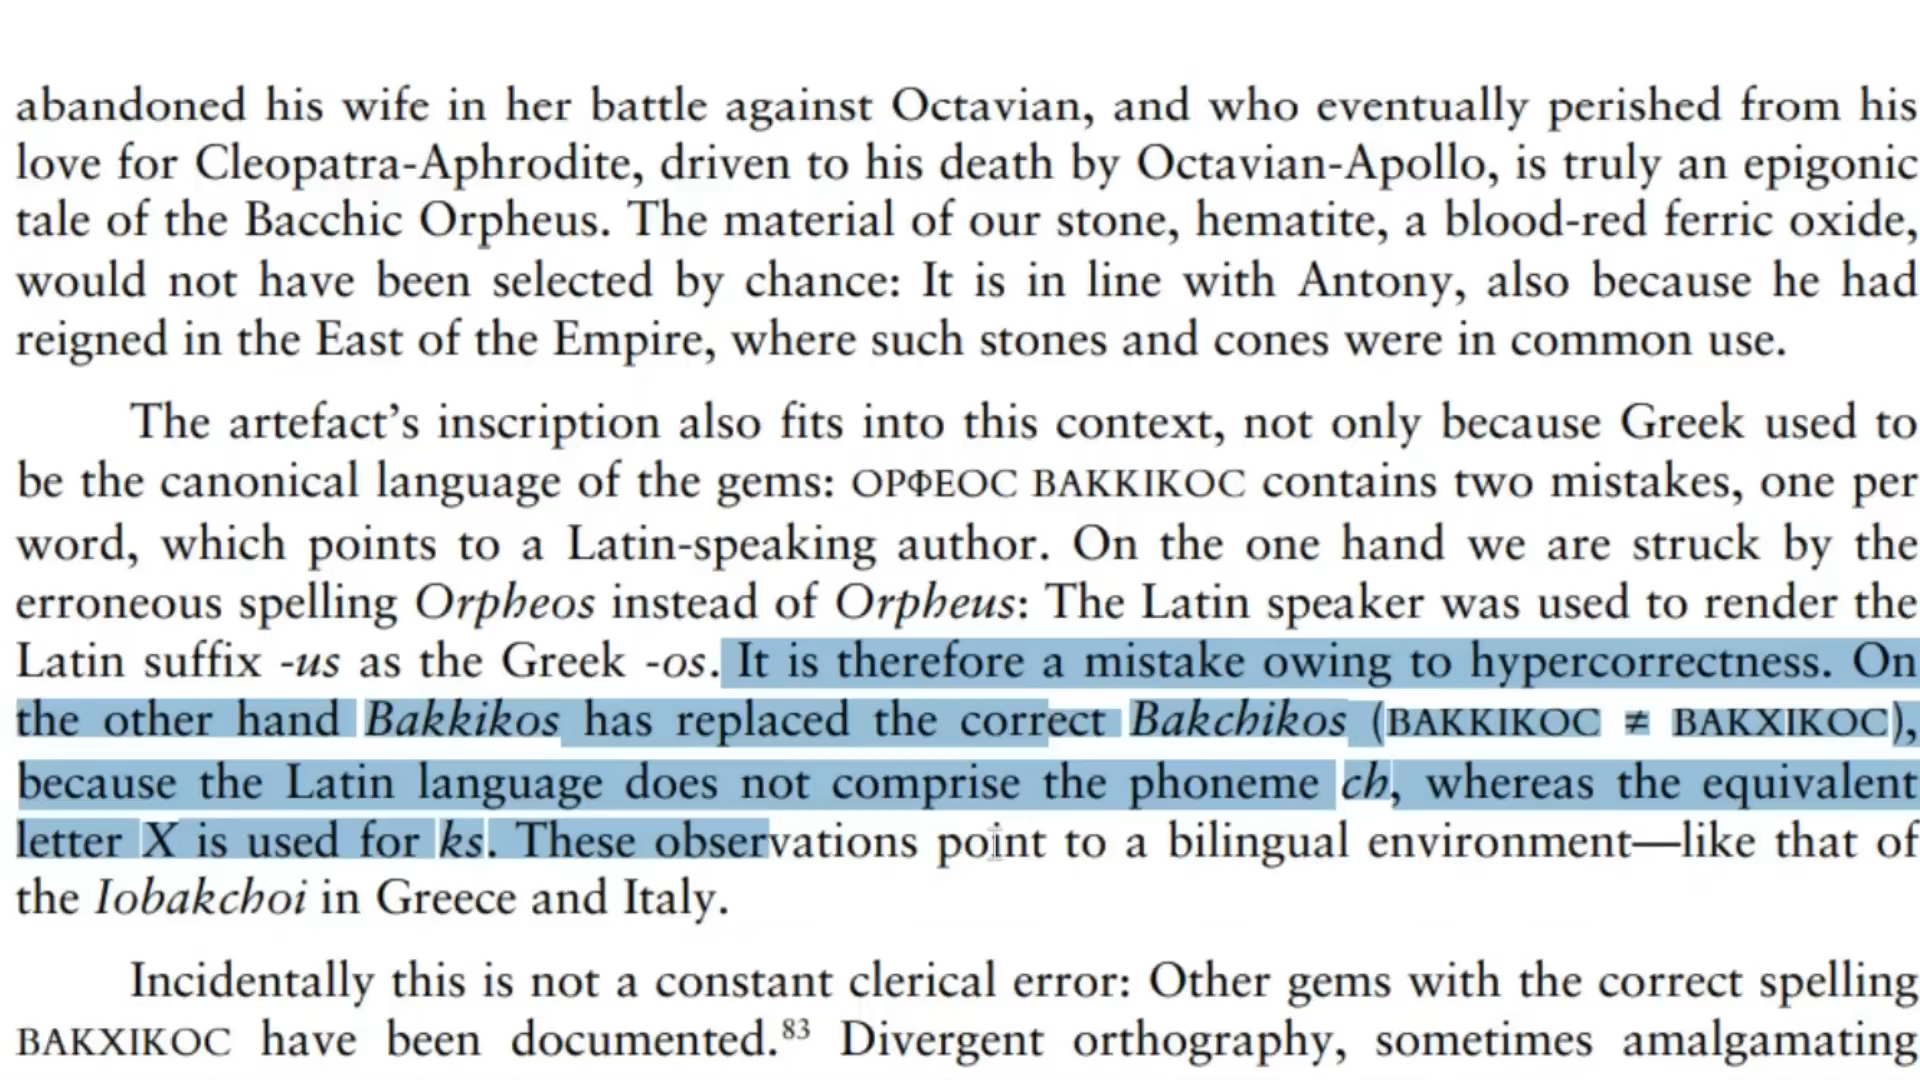 abandoned his wife in her battle against Octavian, and who eventually perished from his
love for Cleopatra-Aphrodite, driven to his death by Octavian-Apollo, is truly an epigonic
tale of the Bacchic Orpheus. The material of our stone, hematite, a blood-red ferric oxide,
would not have been selected by chance: It is in line with Antony, also because he had
reigned in the East of the Empire, where such stones and cones were in common use.
The artefact’s inscription also fits into this context, not only because Greek used to
be the canonical language of the gems: ΟΡΦΕΟC ΒΑΚΚΙΚΟC contains two mistakes, one per
word, which points to a Latin-speaking author. On the one hand we are struck by the
erroneous spelling Orpheos instead of Orpheus: The Latin speaker was used to render the
Latin suffix -us as the Greek -os. It is therefore a mistake owing to hypercorrectness. On
the other hand Bakkikos has replaced the correct Bakchikos (ΒΑΚΚΙΚΟC ≠ ΒΑΚΧΙΚΟC),
because the Latin language does not comprise the phoneme ch, whereas the equivalent
letter X is used for ks. These observations point to a bilingual environment—like that of
the Iobakchoi in Greece and Italy.
Incidentally this is not a constant clerical error: Other gems with the correct spelling
ΒΑΚΧΙΚΟC have been documented.⁸³ Divergent orthography, sometimes amalgamating